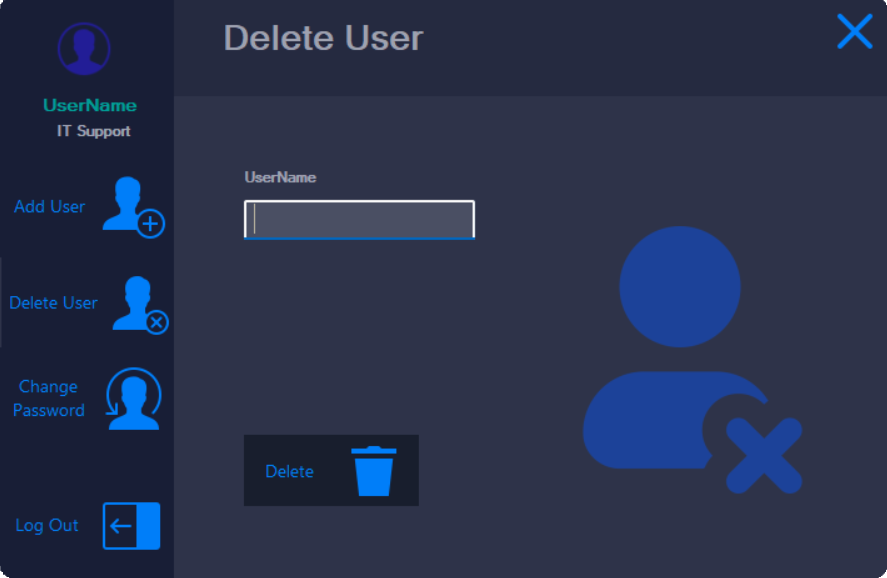 Delete User
UserName
IT Support
Add User
Delete User
Change
Password
Log Out
UserName
Delete